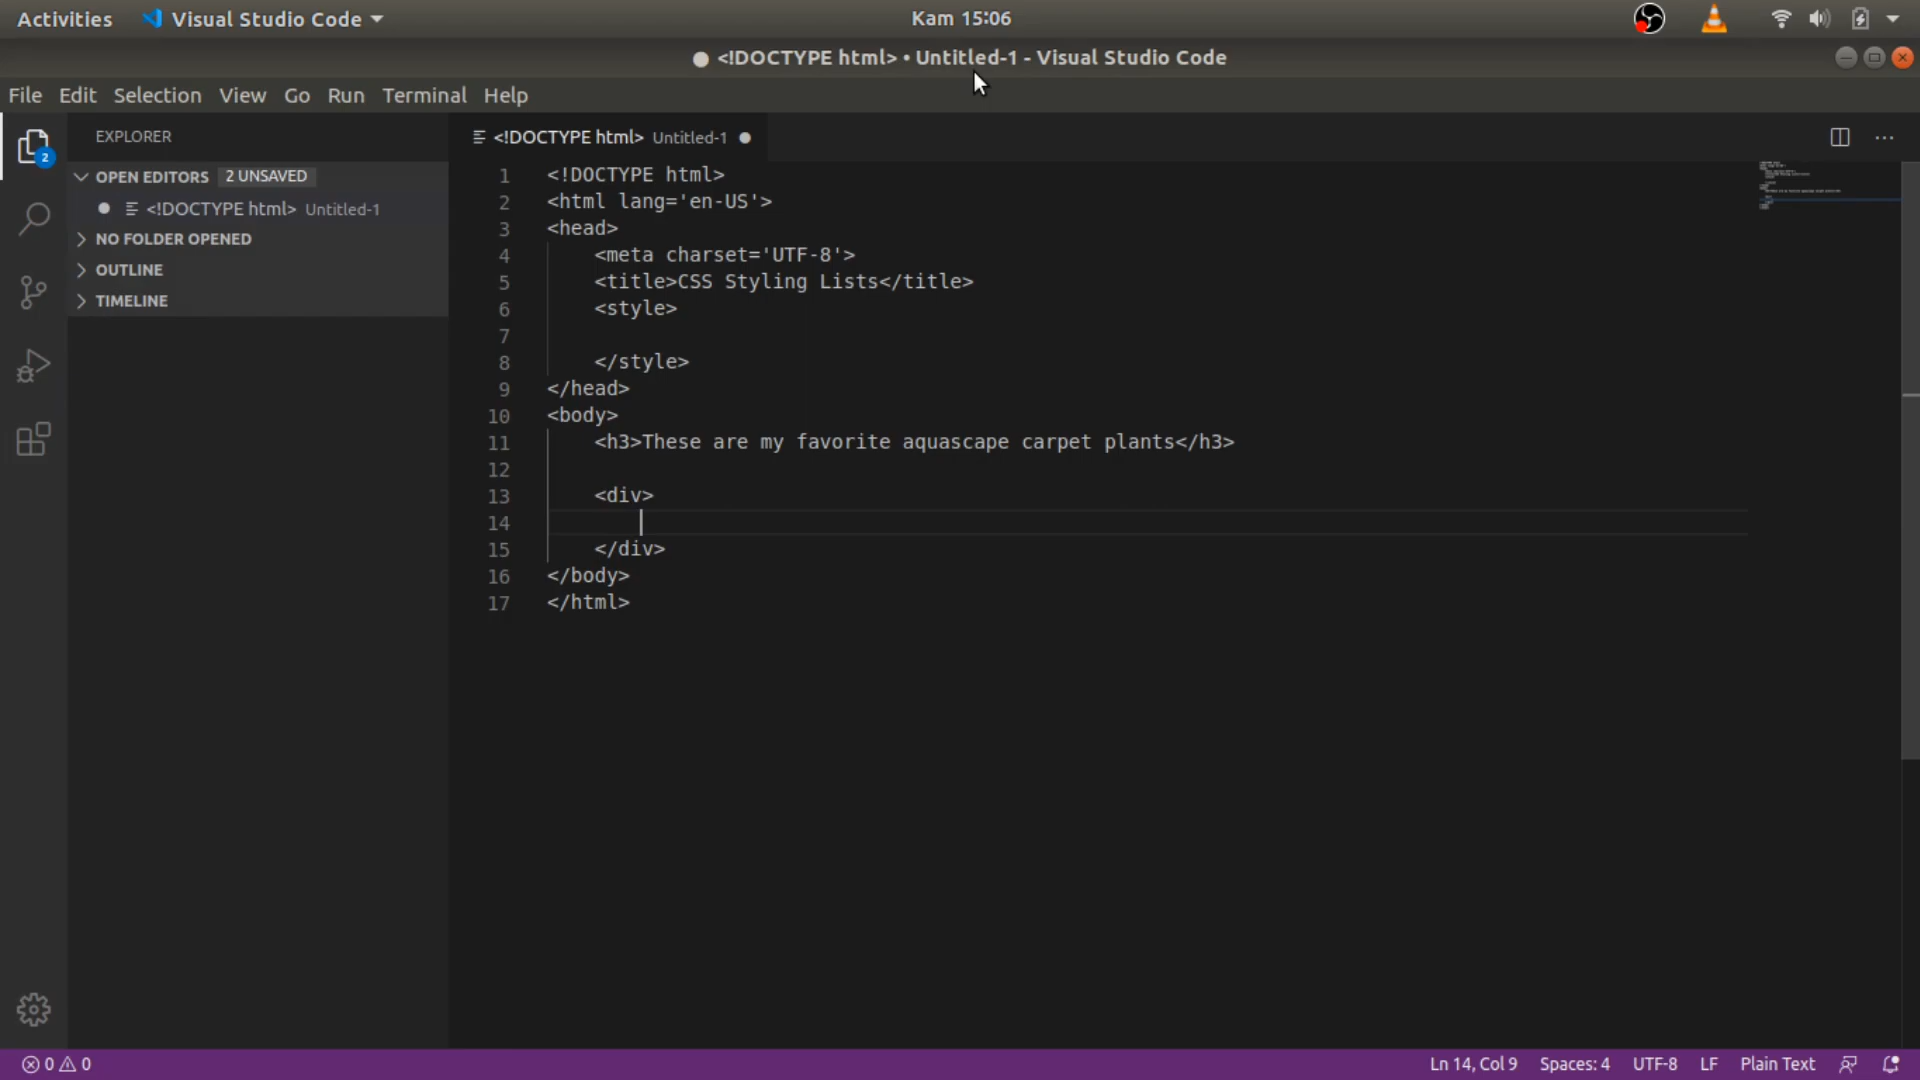 Activities Visual Studio Code Kam 15:06
● <!DOCTYPE html> • Untitled-1 - Visual Studio Code
File Edit Selection View Go Run Terminal Help
EXPLORER
OPEN EDITORS 2 UNSAVED
<!DOCTYPE html> Untitled-1
NO FOLDER OPENED
OUTLINE
TIMELINE
2
<!DOCTYPE html> Untitled-1
1 <!DOCTYPE html>
2 <html lang='en-US'>
3 <head>
4 <meta charset='UTF-8'>
5 <title>CSS Styling Lists</title>
6 <style>
7
8 </style>
9 </head>
10 <body>
11 <h3>These are my favorite aquascape carpet plants</h3>
12
13 <div>
14
15 </div>
16 </body>
17 </html>
0 0 Ln 14, Col 9 Spaces: 4 UTF-8 LF Plain Text